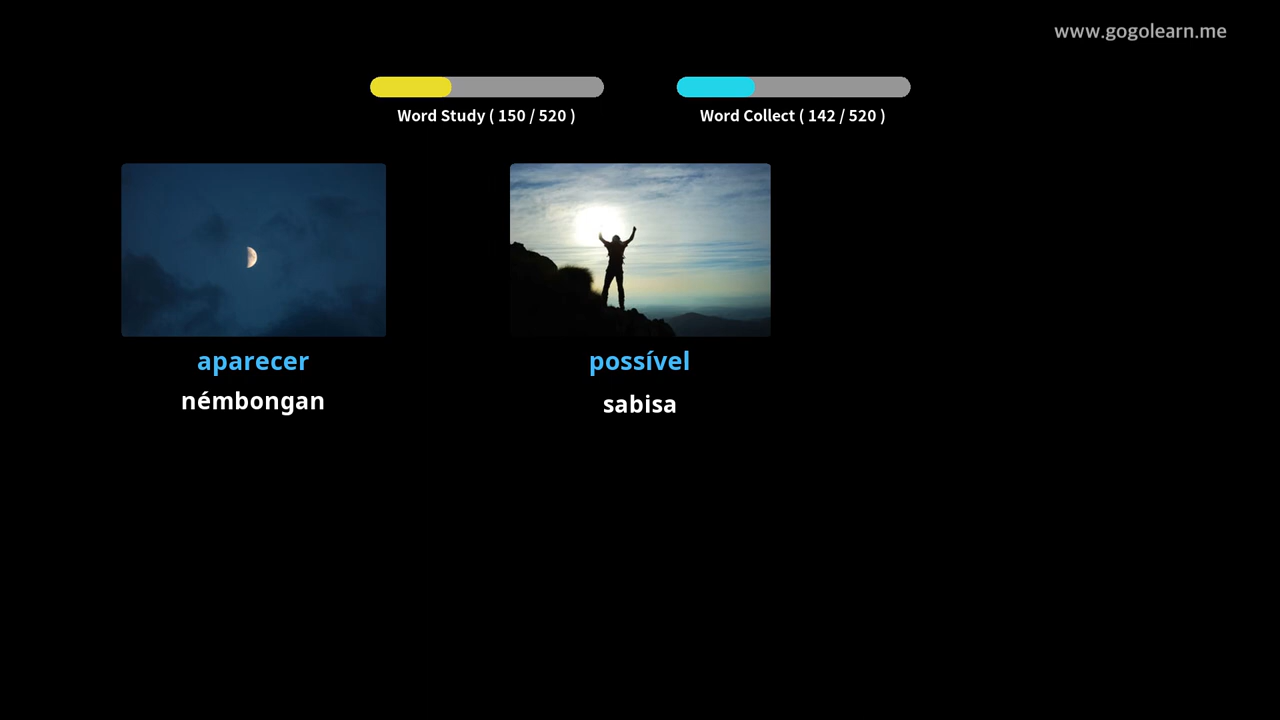 www.gogolearn.me
Word Study ( 150 / 520 )
Word Collect ( 142 / 520 )
aparecer
némbongan
possível
sabisa